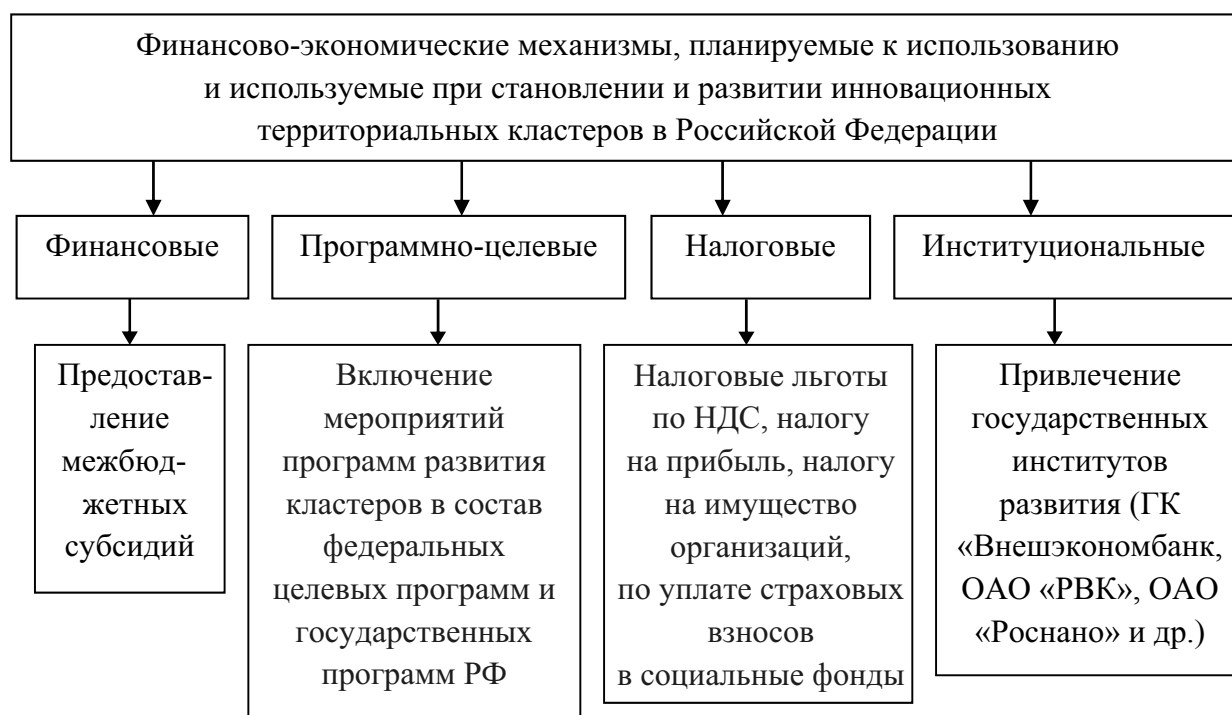 Финансово-экономические механизмы, планируемые к использованию
и используемые при становлении и развитии инновационных
территориальных кластеров в Российской Федерации
Финансовые
Программно-целевые
Налоговые
Институциональные
Предостав-
ление
межбюд-
жетных
субсидий
Включение
мероприятий
программ развития
кластеров в состав
федеральных
целевых программ и
государственных
программ РФ
Налоговые льготы
по НДС, налогу
на прибыль, налогу
на имущество
организаций,
по уплате страховых
взносов
в социальные фонды
Привлечение
государственных
институтов
развития (ГК
«Внешэкономбанк,
ОАО «РВК», ОАО
«Роснано» и др.)